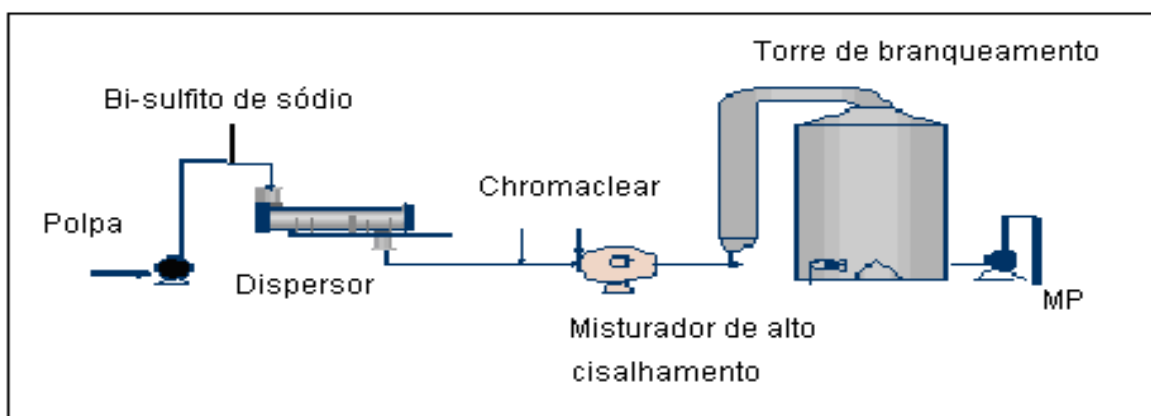 Torre de branqueamento
Bi-sulfito de sódio
Chromaclear
Polpa
Dispersor
MP
Misturador de alto
cisalhamento